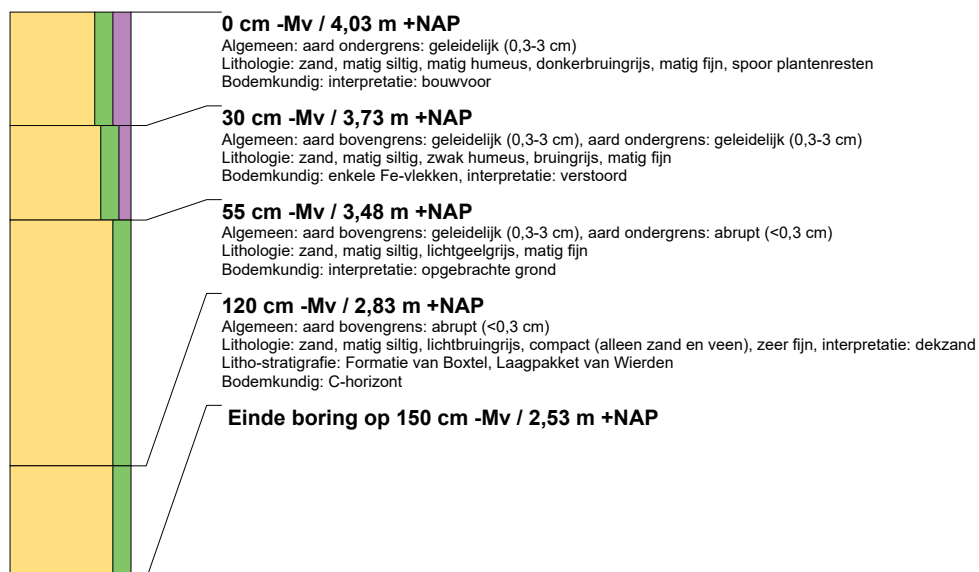 0 cm -Mv / 4,03 m +NAP
Algemeen: aard ondergrens: geleidelijk (0,3-3 cm)
Lithologie: zand, matig siltig, matig humeus, donkerbruingrijs, matig fijn, spoor plantenresten
Bodemkundig: interpretatie: bouwvoor
30 cm -Mv / 3,73 m +NAP
Algemeen: aard bovengrens: geleidelijk (0,3-3 cm), aard ondergrens: geleidelijk (0,3-3 cm)
Lithologie: zand, matig siltig, zwak humeus, bruingrijs, matig fijn
Bodemkundig: enkele Fe-vlekken, interpretatie: verstoord
55 cm -Mv / 3,48 m +NAP
Algemeen: aard bovengrens: geleidelijk (0,3-3 cm), aard ondergrens: abrupt (<0,3 cm)
Lithologie: zand, matig siltig, lichtgeelgrijs, matig fijn
Bodemkundig: interpretatie: opgebrachte grond
120 cm -Mv / 2,83 m +NAP
Algemeen: aard bovengrens: abrupt (<0,3 cm)
Lithologie: zand, matig siltig, lichtbruingrijs, compact (alleen zand en veen), zeer fijn, interpretatie: dekzand
Litho-stratigrafie: Formatie van Boxtel, Laagpakket van Wierden
Bodemkundig: C-horizont
Einde boring op 150 cm -Mv / 2,53 m +NAP